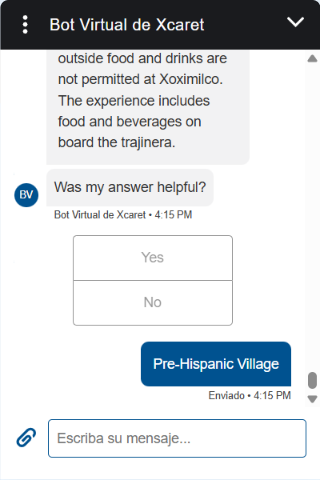 Bot Virtual de Xcaret
outside food and drinks are
not permitted at Xoximilco.
The experience includes
food and beverages on
board the trajinera.
Was my answer helpful?
BV
Bot Virtual de Xcaret • 4:15 PM
Yes
No
Pre-Hispanic Village
Enviado • 4:15 PM
Escriba su mensaje...